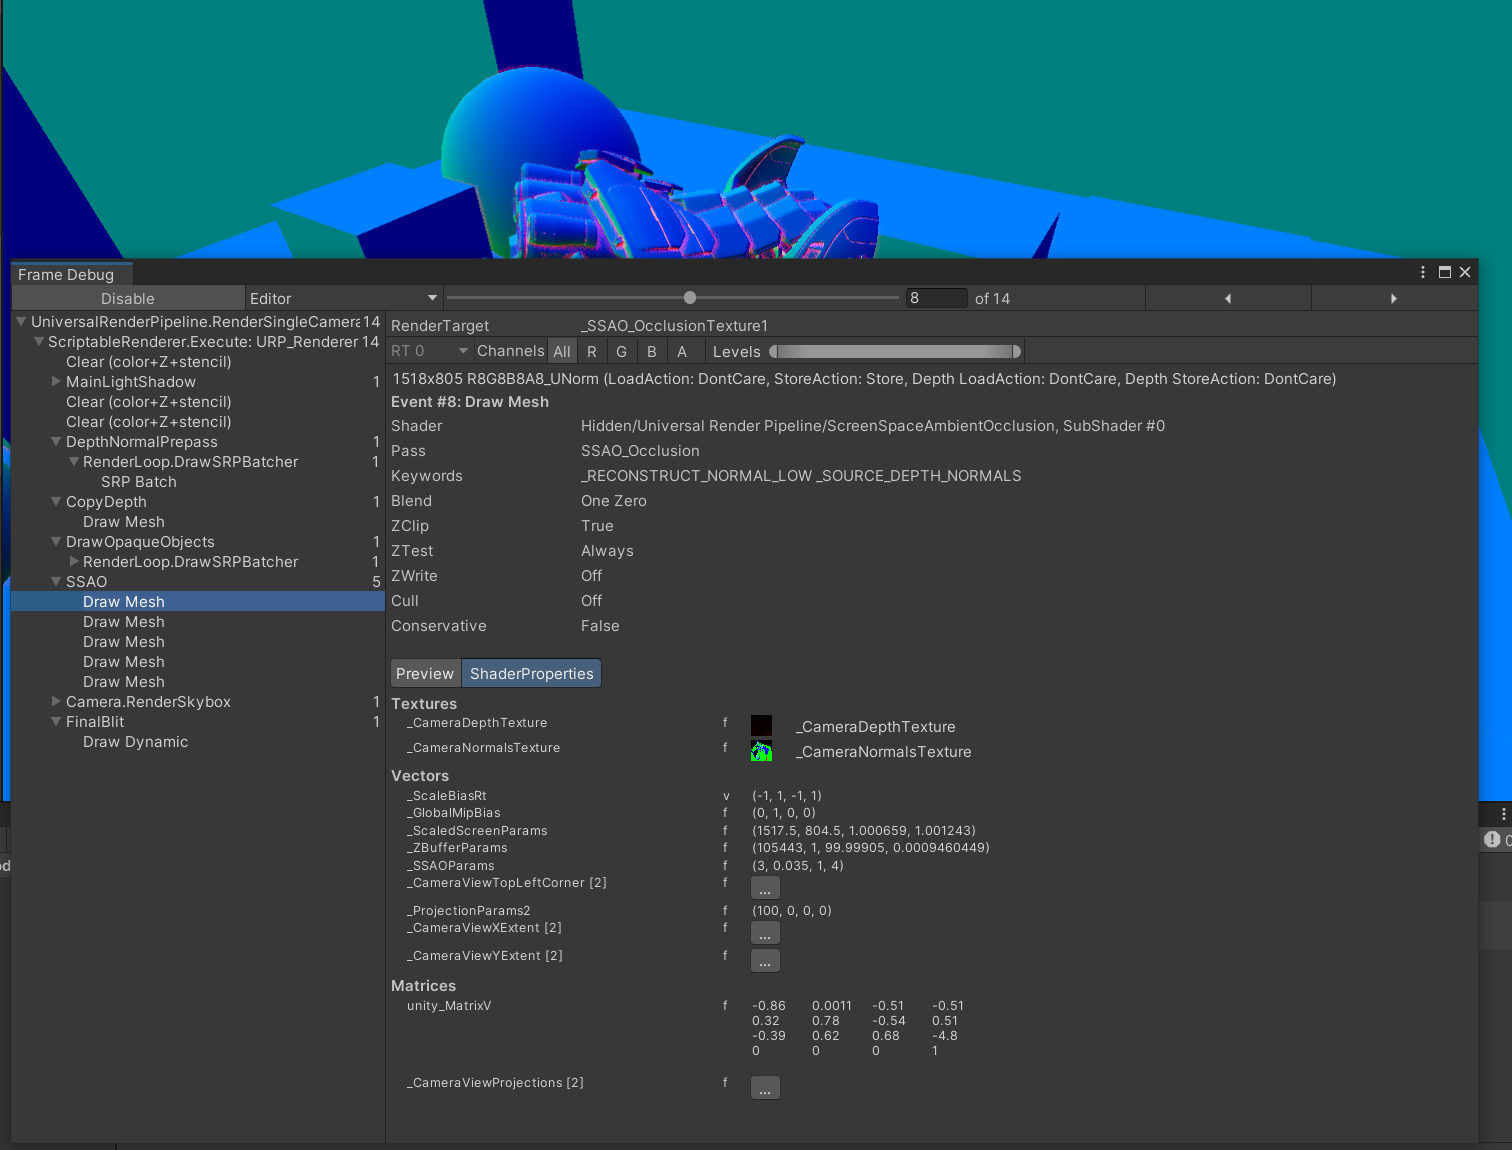 Frame Debug
Disable
Editor
8 of 14
UniversalRenderPipeline.RenderSingleCamera 14
ScriptableRenderer.Execute: URP_Renderer 14
Clear (color+Z+stencil)
MainLightShadow 1
Clear (color+Z+stencil)
Clear (color+Z+stencil)
DepthNormalPrepass 1
RenderLoop.DrawSRPBatcher 1
SRP Batch
CopyDepth 1
Draw Mesh
DrawOpaqueObjects 1
RenderLoop.DrawSRPBatcher 1
SSAO 5
Draw Mesh
Draw Mesh
Draw Mesh
Draw Mesh
Draw Mesh
Camera.RenderSkybox 1
FinalBlit 1
Draw Dynamic
RenderTarget _SSAO_OcclusionTexture1
RT 0 Channels All R G B A Levels
1518x805 R8G8B8A8_UNorm (LoadAction: DontCare, StoreAction: Store, Depth LoadAction: DontCare, Depth StoreAction: DontCare)
Event #8: Draw Mesh
Shader Hidden/Universal Render Pipeline/ScreenSpaceAmbientOcclusion, SubShader #0
Pass SSAO_Occlusion
Keywords _RECONSTRUCT_NORMAL_LOW _SOURCE_DEPTH_NORMALS
Blend One Zero
ZClip True
ZTest Always
ZWrite Off
Cull Off
Conservative False
Preview ShaderProperties
Textures
_CameraDepthTexture f _CameraDepthTexture
_CameraNormalsTexture f _CameraNormalsTexture
Vectors
_ScaleBiasRt v (-1, 1, -1, 1)
_GlobalMipBias f (0, 1, 0, 0)
_ScaledScreenParams f (1517.5, 804.5, 1.000659, 1.001243)
_ZBufferParams f (105443, 1, 99.99905, 0.0009460449)
_SSAOParams f (3, 0.035, 1, 4)
_CameraViewTopLeftCorner [2] f ...
_ProjectionParams2 f (100, 0, 0, 0)
_CameraViewXExtent [2] f ...
_CameraViewYExtent [2] f ...
Matrices
unity_MatrixV f -0.86 0.0011 -0.51 -0.51
0.32 0.78 -0.54 0.51
-0.39 0.62 0.68 -4.8
0 0 0 1
_CameraViewProjections [2] f ...